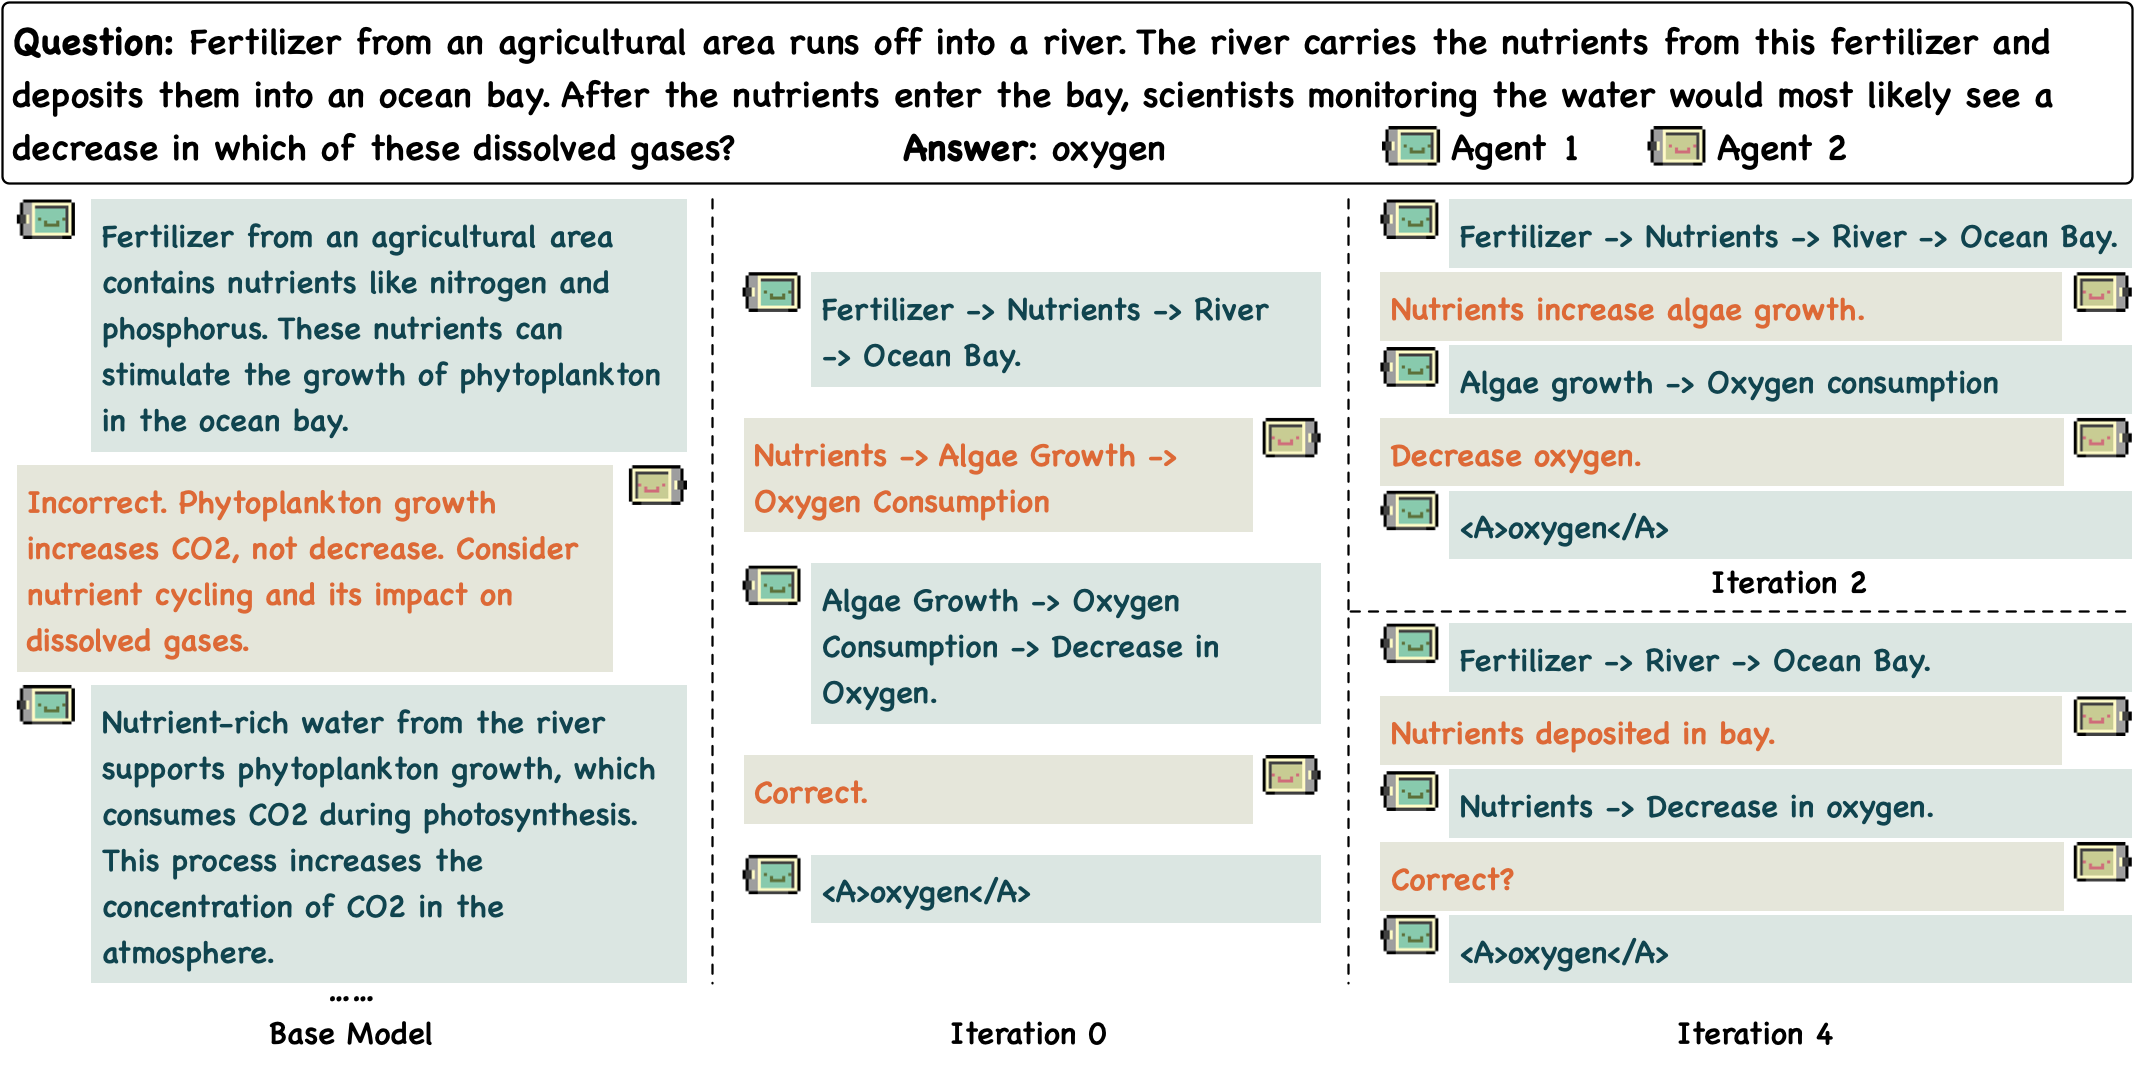 Question: Fertilizer from an agricultural area runs off into a river. The river carries the nutrients from this fertilizer and
deposits them into an ocean bay. After the nutrients enter the bay, scientists monitoring the water would most likely see a
decrease in which of these dissolved gases? Answer: oxygen Agent 1 Agent 2
Fertilizer from an agricultural area
contains nutrients like nitrogen and
phosphorus. These nutrients can
stimulate the growth of phytoplankton
in the ocean bay.
Incorrect. Phytoplankton growth
increases CO2, not decrease. Consider
nutrient cycling and its impact on
dissolved gases.
Nutrient-rich water from the river
supports phytoplankton growth, which
consumes CO2 during photosynthesis.
This process increases the
concentration of CO2 in the
atmosphere.
......
Base Model
Fertilizer -> Nutrients -> River
-> Ocean Bay.
Nutrients -> Algae Growth ->
Oxygen Consumption
Algae Growth -> Oxygen
Consumption -> Decrease in
Oxygen.
Correct.
<A>oxygen</A>
Iteration 0
Fertilizer -> Nutrients -> River -> Ocean Bay.
Nutrients increase algae growth.
Algae growth -> Oxygen consumption
Decrease oxygen.
<A>oxygen</A>
Iteration 2
Fertilizer -> River -> Ocean Bay.
Nutrients deposited in bay.
Nutrients -> Decrease in oxygen.
Correct?
<A>oxygen</A>
Iteration 4